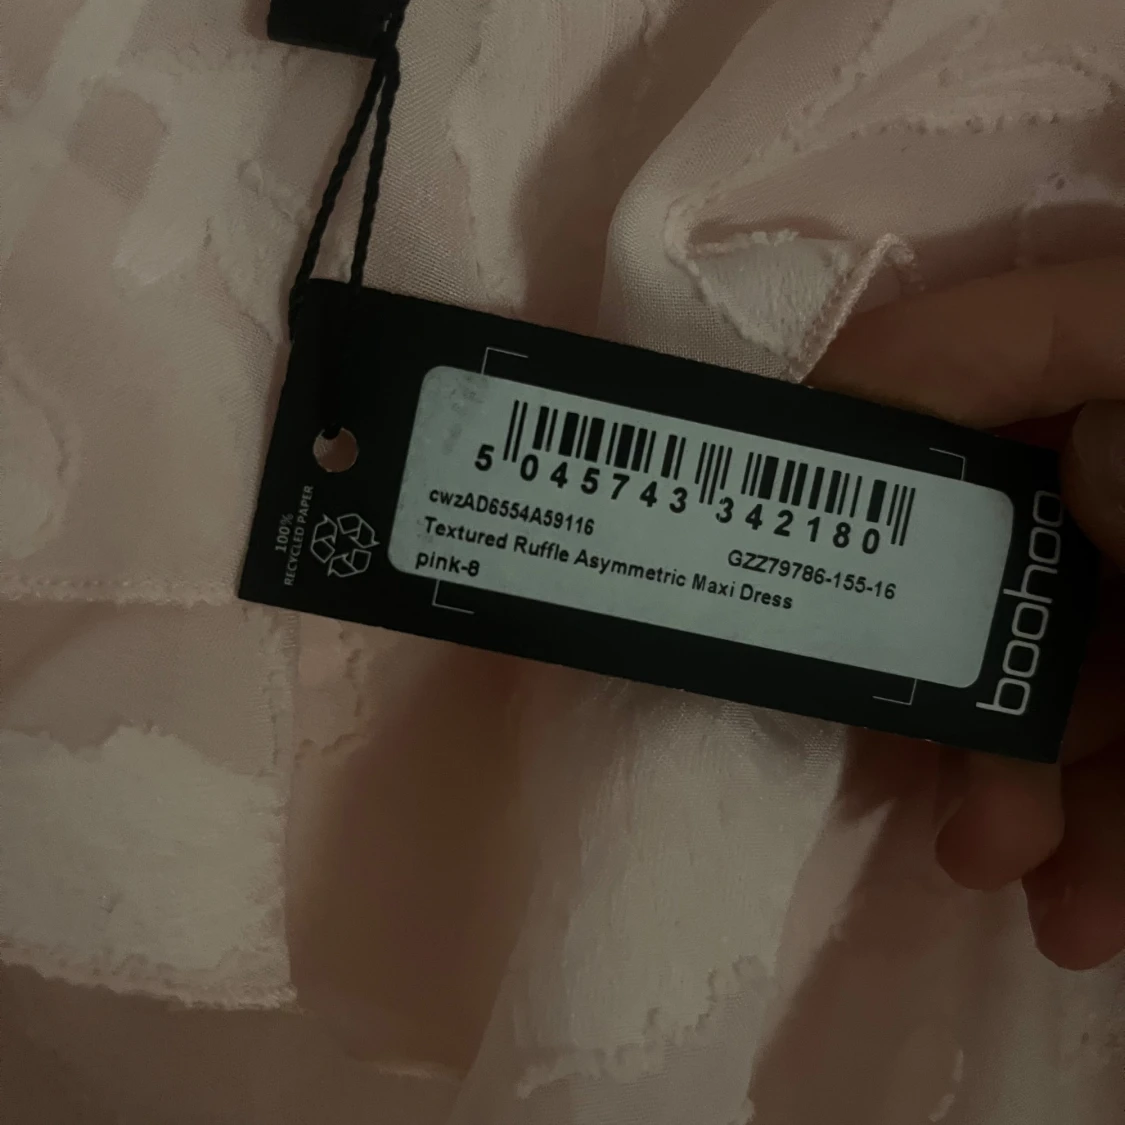 5 045743 342180
cwzAD6554A59116
GZZ79786-155-16
Textured Ruffle Asymmetric Maxi Dress
pink-8
100%
RECYCLED PAPER
boohoo